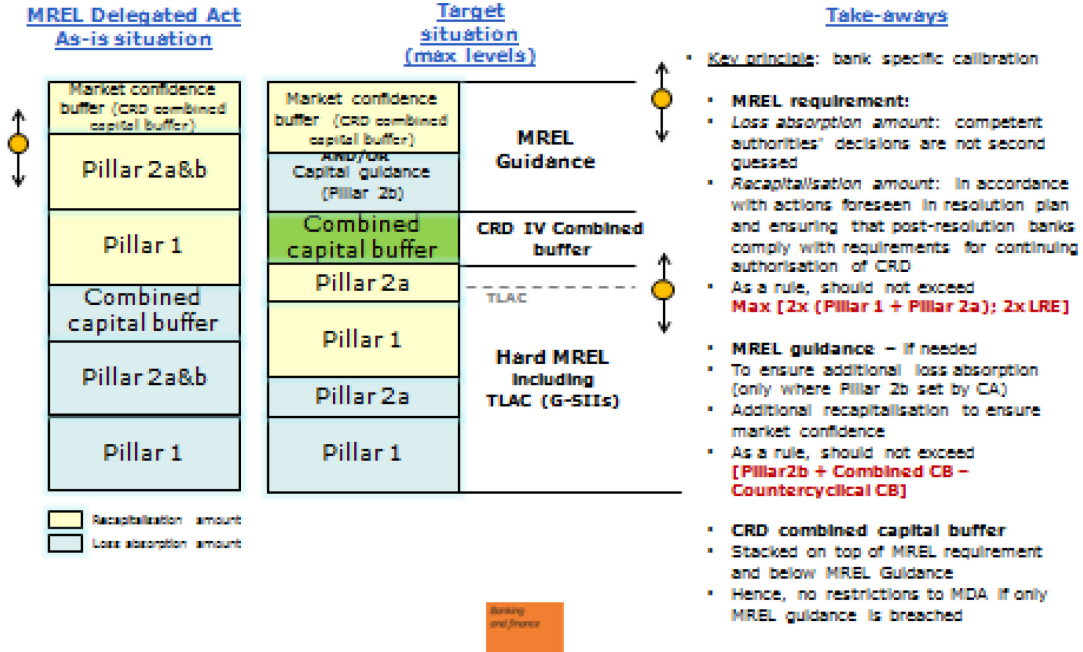 MREL Delegated Act
As-is situation
Market confidence
buffer (CRD combined
capital buffer)
Pillar 2a&b
Pillar 1
Combined
capital buffer
Pillar 2a&b
Pillar 1
Recapitalisation amount
Loss absorption amount
Target
situation
(max levels)
Market confidence
buffer (CRD combined
capital buffer)
AND/OR
Capital guidance
(Pillar 2b)
Combined
capital buffer
Pillar 2a
Pillar 1
Pillar 2a
Pillar 1
MREL
Guidance
CRD IV Combined
buffer
TLAC
Hard MREL
including
TLAC (G-SIIs)
Take-aways
• Key principle: bank specific calibration
• MREL requirement:
• Loss absorption amount: competent
authorities' decisions are not second
guessed
• Recapitalisation amount: in accordance
with actions foreseen in resolution plan
and ensuring that post-resolution banks
comply with requirements for continuing
authorisation of CRD
• As a rule, should not exceed
Max [2x (Pillar 1 + Pillar 2a); 2x LRE]
• MREL guidance – if needed
• To ensure additional loss absorption
(only where Pillar 2b set by CA)
• Additional recapitalisation to ensure
market confidence
• As a rule, should not exceed
[Pillar2b + Combined CB –
Countercyclical CB]
• CRD combined capital buffer
• Stacked on top of MREL requirement
and below MREL Guidance
• Hence, no restrictions to MDA if only
MREL guidance is breached
Banking
and finance